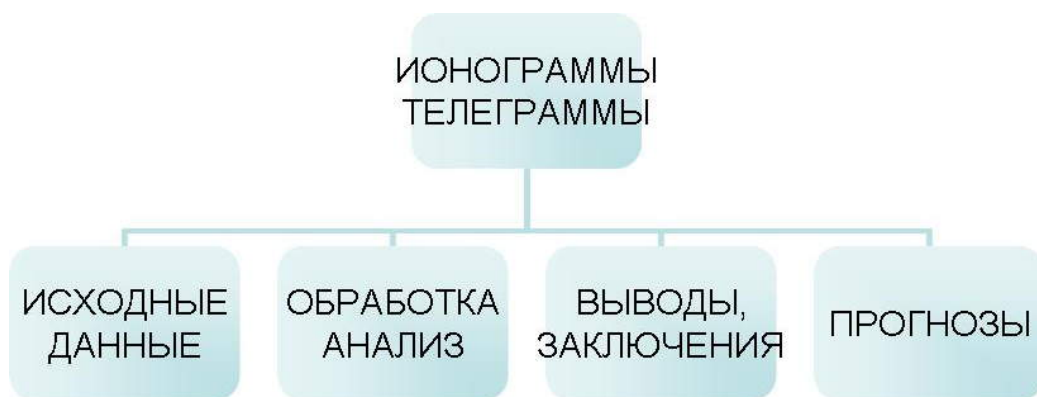 ИОНОГРАММЫ
ТЕЛЕГРАММЫ
ИСХОДНЫЕ
ДАННЫЕ
ОБРАБОТКА
АНАЛИЗ
ВЫВОДЫ,
ЗАКЛЮЧЕНИЯ
ПРОГНОЗЫ